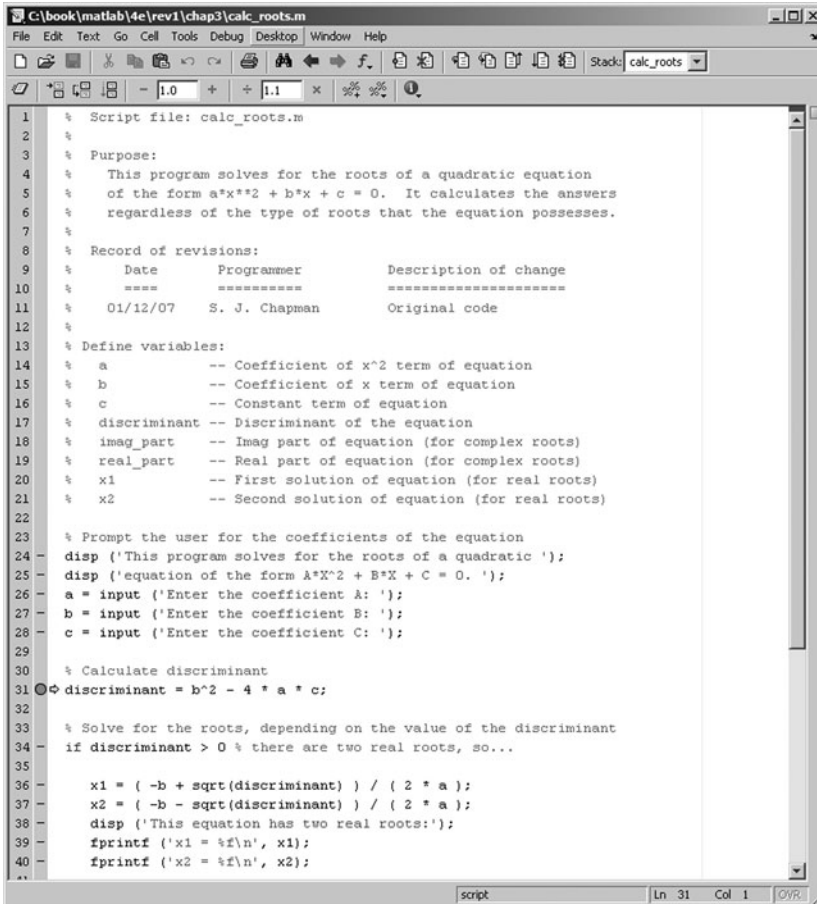 C:\book\matlab\4e\rev1\chap3\calc_roots.m
File Edit Text Go Cell Tools Debug Desktop Window Help
Stack: calc_roots
- 1.0 + ÷ 1.1 ×
1 % Script file: calc_roots.m
2 %
3 % Purpose:
4 % This program solves for the roots of a quadratic equation
5 % of the form a*x**2 + b*x + c = 0. It calculates the answers
6 % regardless of the type of roots that the equation possesses.
7 %
8 % Record of revisions:
9 % Date Programmer Description of change
10 % ==== ========== =====================
11 % 01/12/07 S. J. Chapman Original code
12 %
13 % Define variables:
14 % a -- Coefficient of x^2 term of equation
15 % b -- Coefficient of x term of equation
16 % c -- Constant term of equation
17 % discriminant -- Discriminant of the equation
18 % imag_part -- Imag part of equation (for complex roots)
19 % real_part -- Real part of equation (for complex roots)
20 % x1 -- First solution of equation (for real roots)
21 % x2 -- Second solution of equation (for real roots)
22
23 % Prompt the user for the coefficients of the equation
24 - disp ('This program solves for the roots of a quadratic ');
25 - disp ('equation of the form A*X^2 + B*X + C = 0. ');
26 - a = input ('Enter the coefficient A: ');
27 - b = input ('Enter the coefficient B: ');
28 - c = input ('Enter the coefficient C: ');
29
30 % Calculate discriminant
31 discriminant = b^2 - 4 * a * c;
32
33 % Solve for the roots, depending on the value of the discriminant
34 - if discriminant > 0 % there are two real roots, so...
35
36 - x1 = ( -b + sqrt(discriminant) ) / ( 2 * a );
37 - x2 = ( -b - sqrt(discriminant) ) / ( 2 * a );
38 - disp ('This equation has two real roots:');
39 - fprintf ('x1 = %f\n', x1);
40 - fprintf ('x2 = %f\n', x2);
script Ln 31 Col 1 OVR